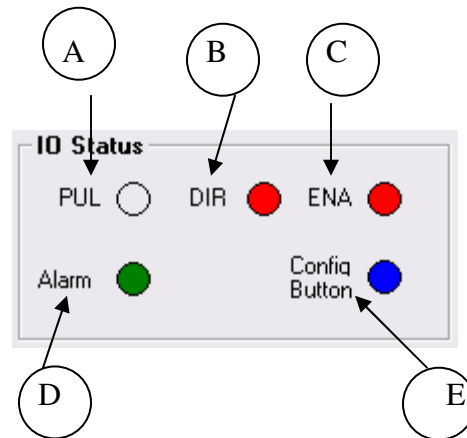 A
B
C
IO Status
PUL
DIR
ENA
Alarm
Config
Button
D
E